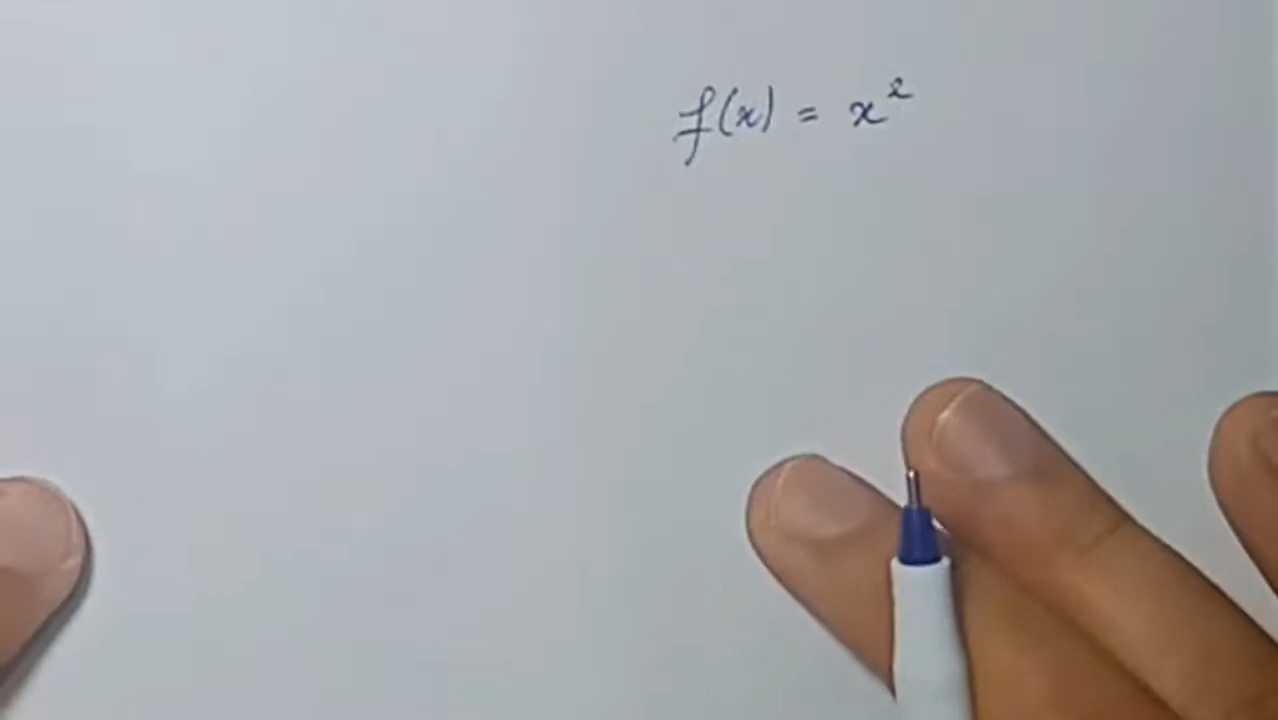 f(x) = x²